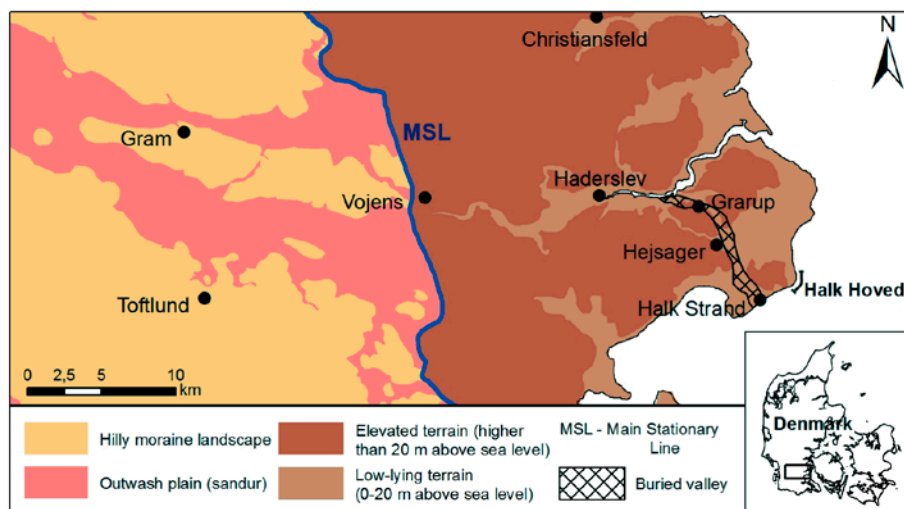 N
Christiansfeld
MSL
Gram
Haderslev
Vojens
Grarup
Hejsager
Halk Hoved
Toftlund
Halk Strand
0 2,5 5 10
km
Hilly moraine landscape
Outwash plain (sandur)
Elevated terrain (higher
than 20 m above sea level)
Low-lying terrain
(0-20 m above sea level)
MSL - Main Stationary
Line
Buried valley
Denmark